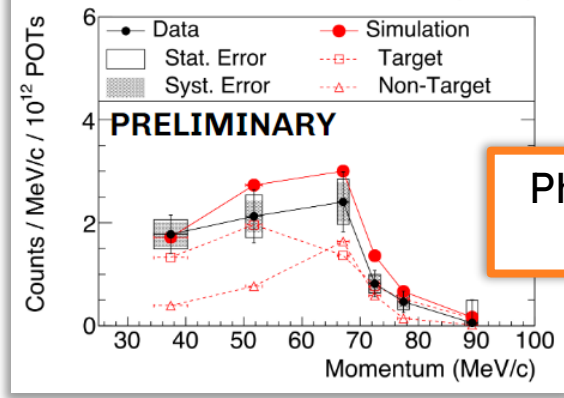 Counts / MeV/c / 10¹² POTs
6
4
2
0
Data
Simulation
Stat. Error
Target
Syst. Error
Non-Target
PRELIMINARY
30 40 50 60 70 80 90 100
Momentum (MeV/c)